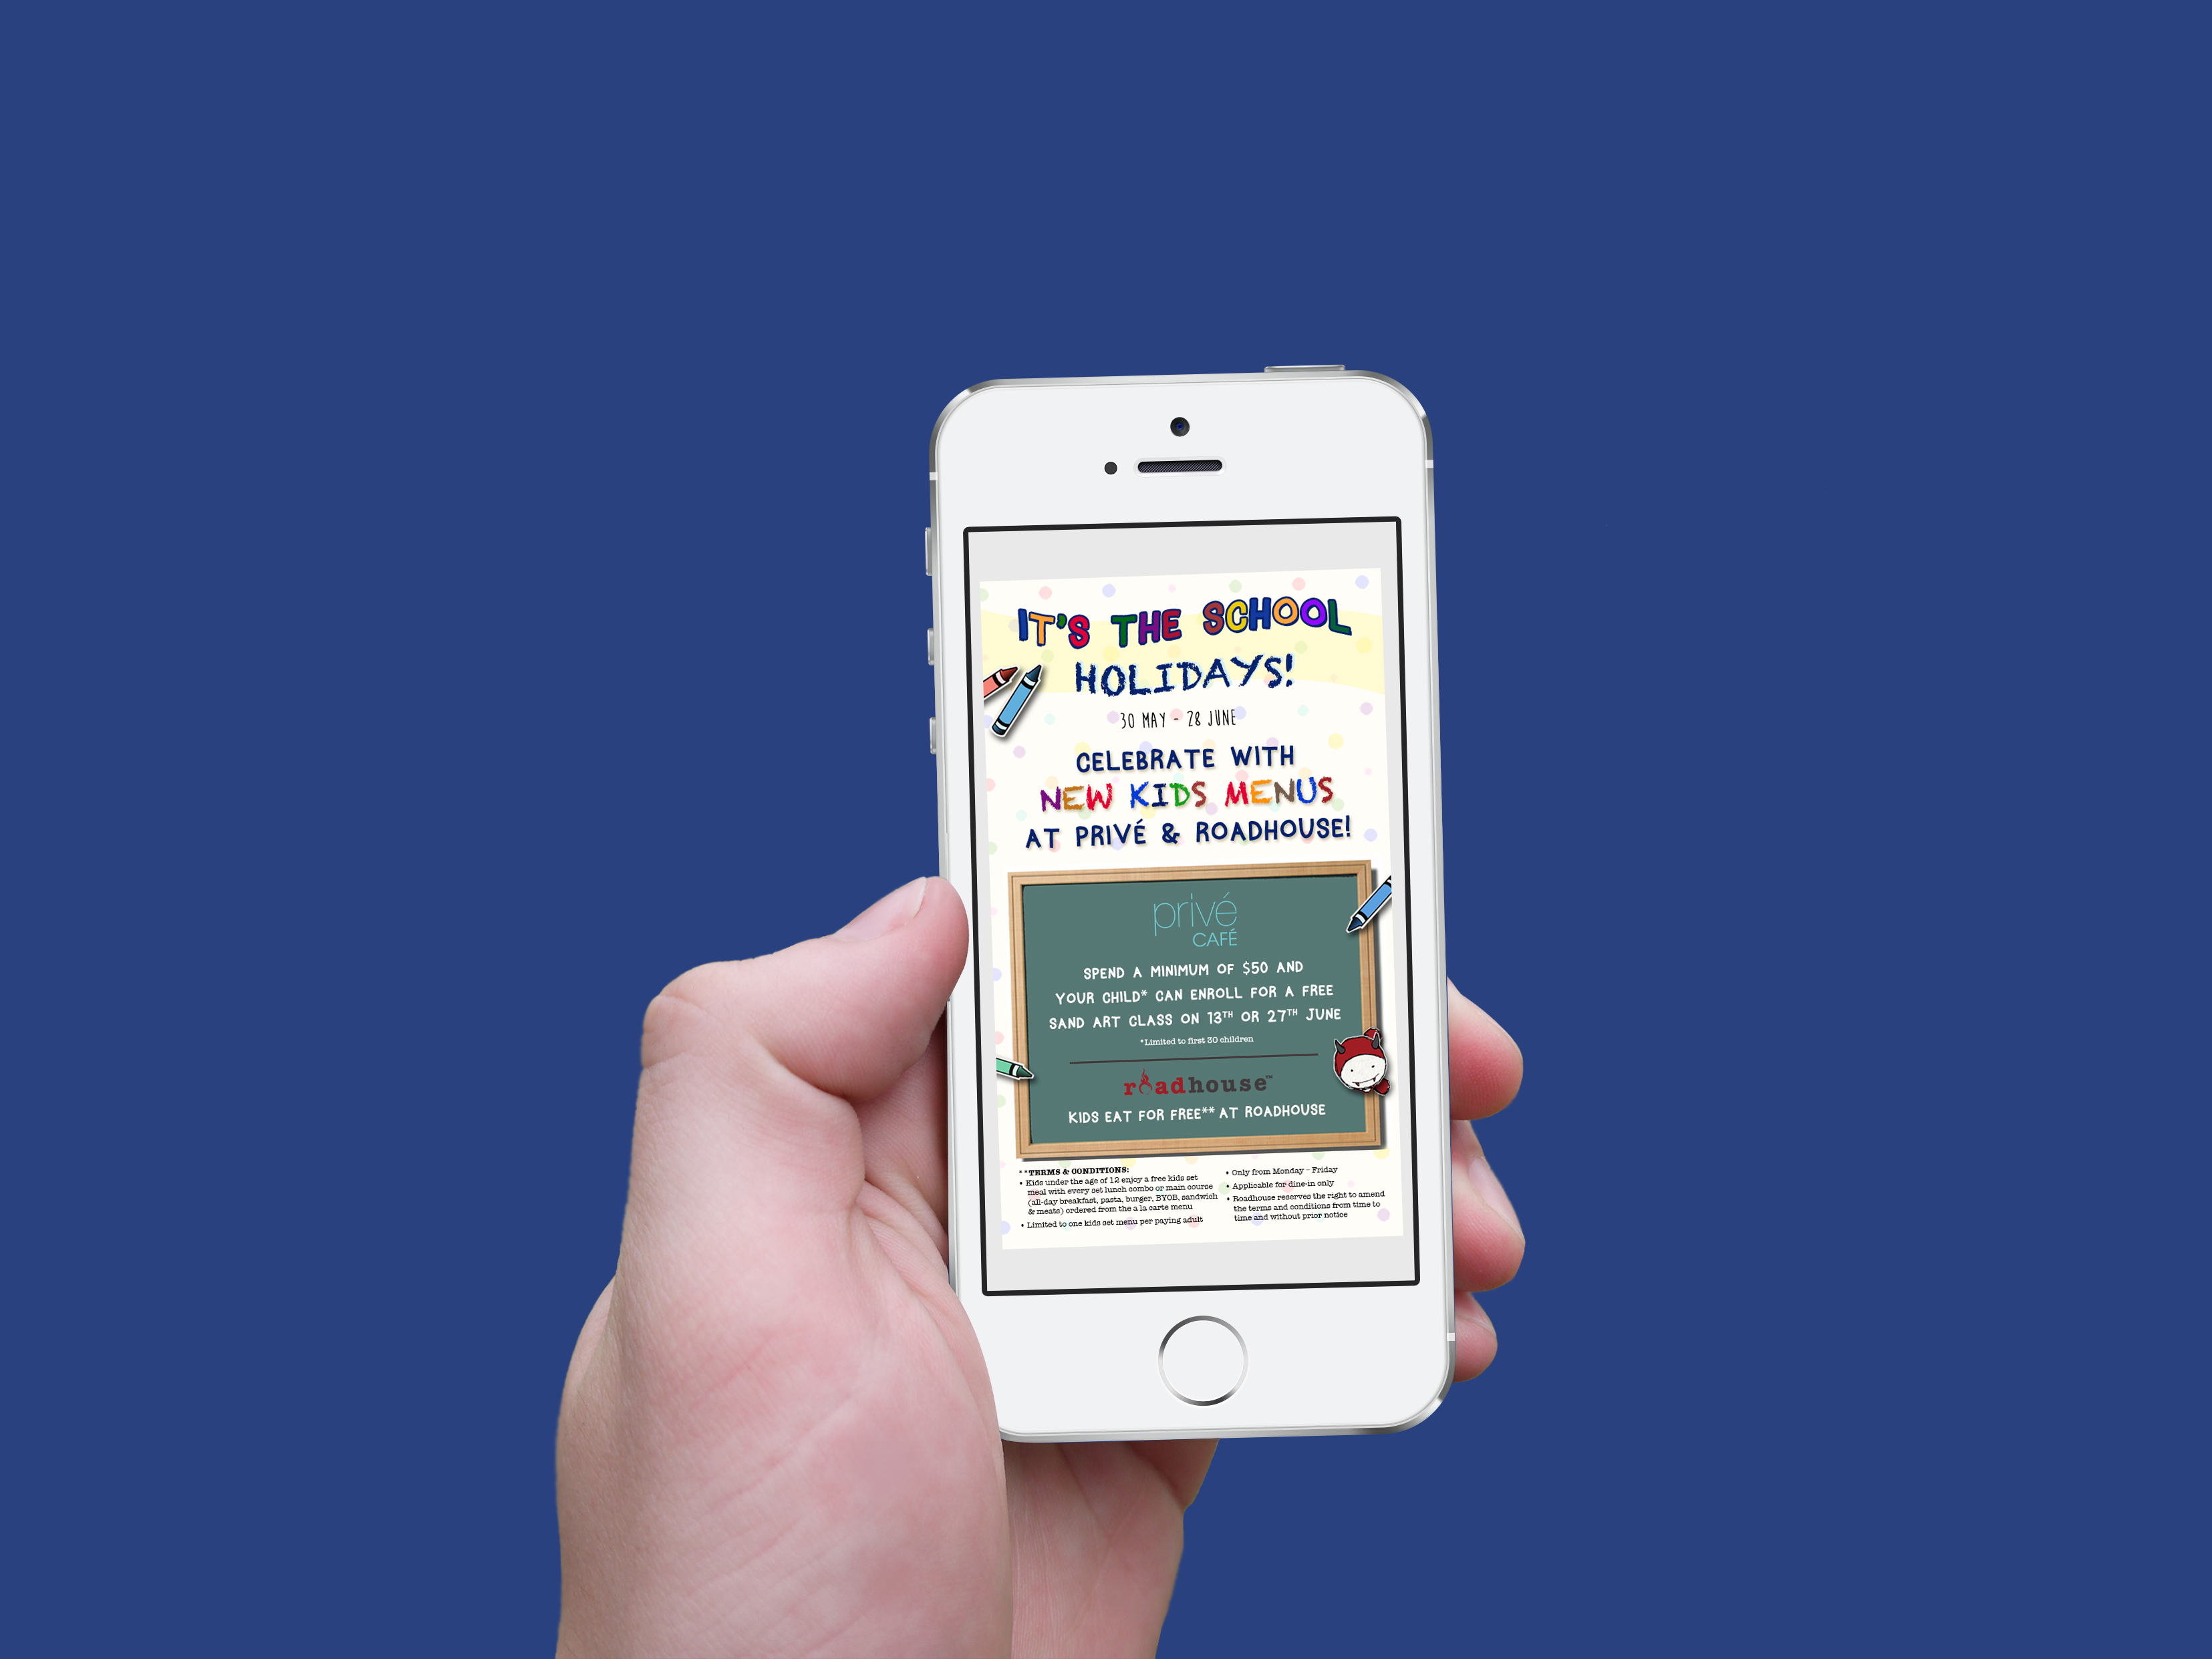 IT'S THE SCHOOL
HOLIDAYS!
30 MAY - 28 JUNE
CELEBRATE WITH
NEW KIDS MENUS
AT PRIVÉ & ROADHOUSE!
privé
CAFÉ
SPEND A MINIMUM OF $50 AND
YOUR CHILD* CAN ENROLL FOR A FREE
SAND ART CLASS ON 13TH OR 27TH JUNE
*Limited to first 30 children
roadhouse™
KIDS EAT FOR FREE** AT ROADHOUSE
**TERMS & CONDITIONS:
• Kids under the age of 12 enjoy a free kids set
meal with every set lunch combo or main course
(all-day breakfast, pasta, burger, BYOB, sandwich
& meats) ordered from the a la carte menu
• Limited to one kids set menu per paying adult
• Only from Monday - Friday
• Applicable for dine-in only
• Roadhouse reserves the right to amend
the terms and conditions from time to
time and without prior notice